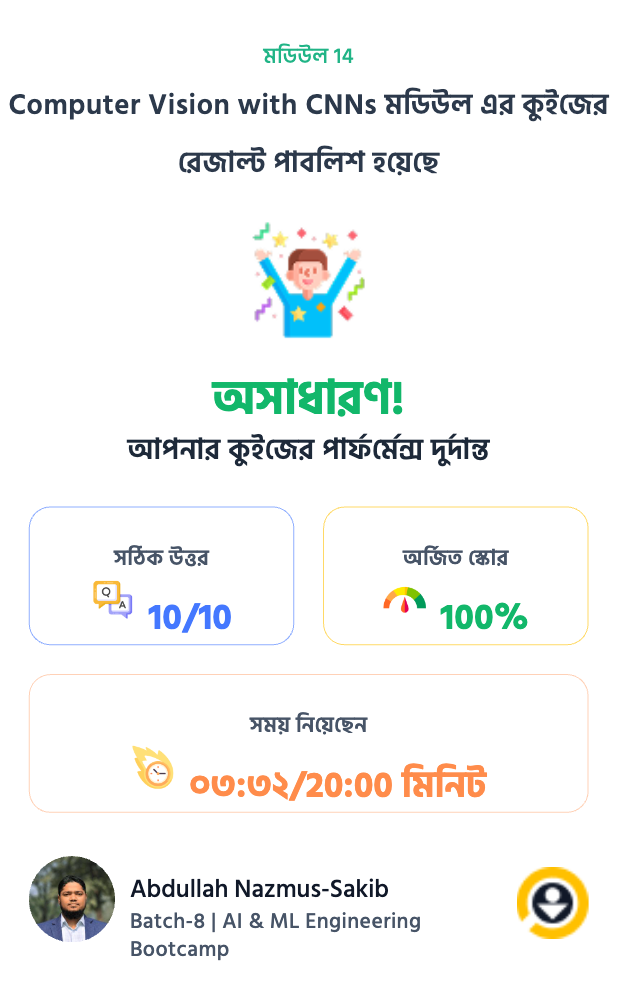 মডিউল 14
Computer Vision with CNNs মডিউল এর কুইজের
রেজাল্ট পাবলিশ হয়েছে
অসাধারণ!
আপনার কুইজের পার্ফর্মেন্স দুর্দান্ত
সঠিক উত্তর
Q
A
10/10
অর্জিত স্কোর
100%
সময় নিয়েছেন
০৩:৩২/20:00 মিনিট
Abdullah Nazmus-Sakib
Batch-8 | AI & ML Engineering
Bootcamp